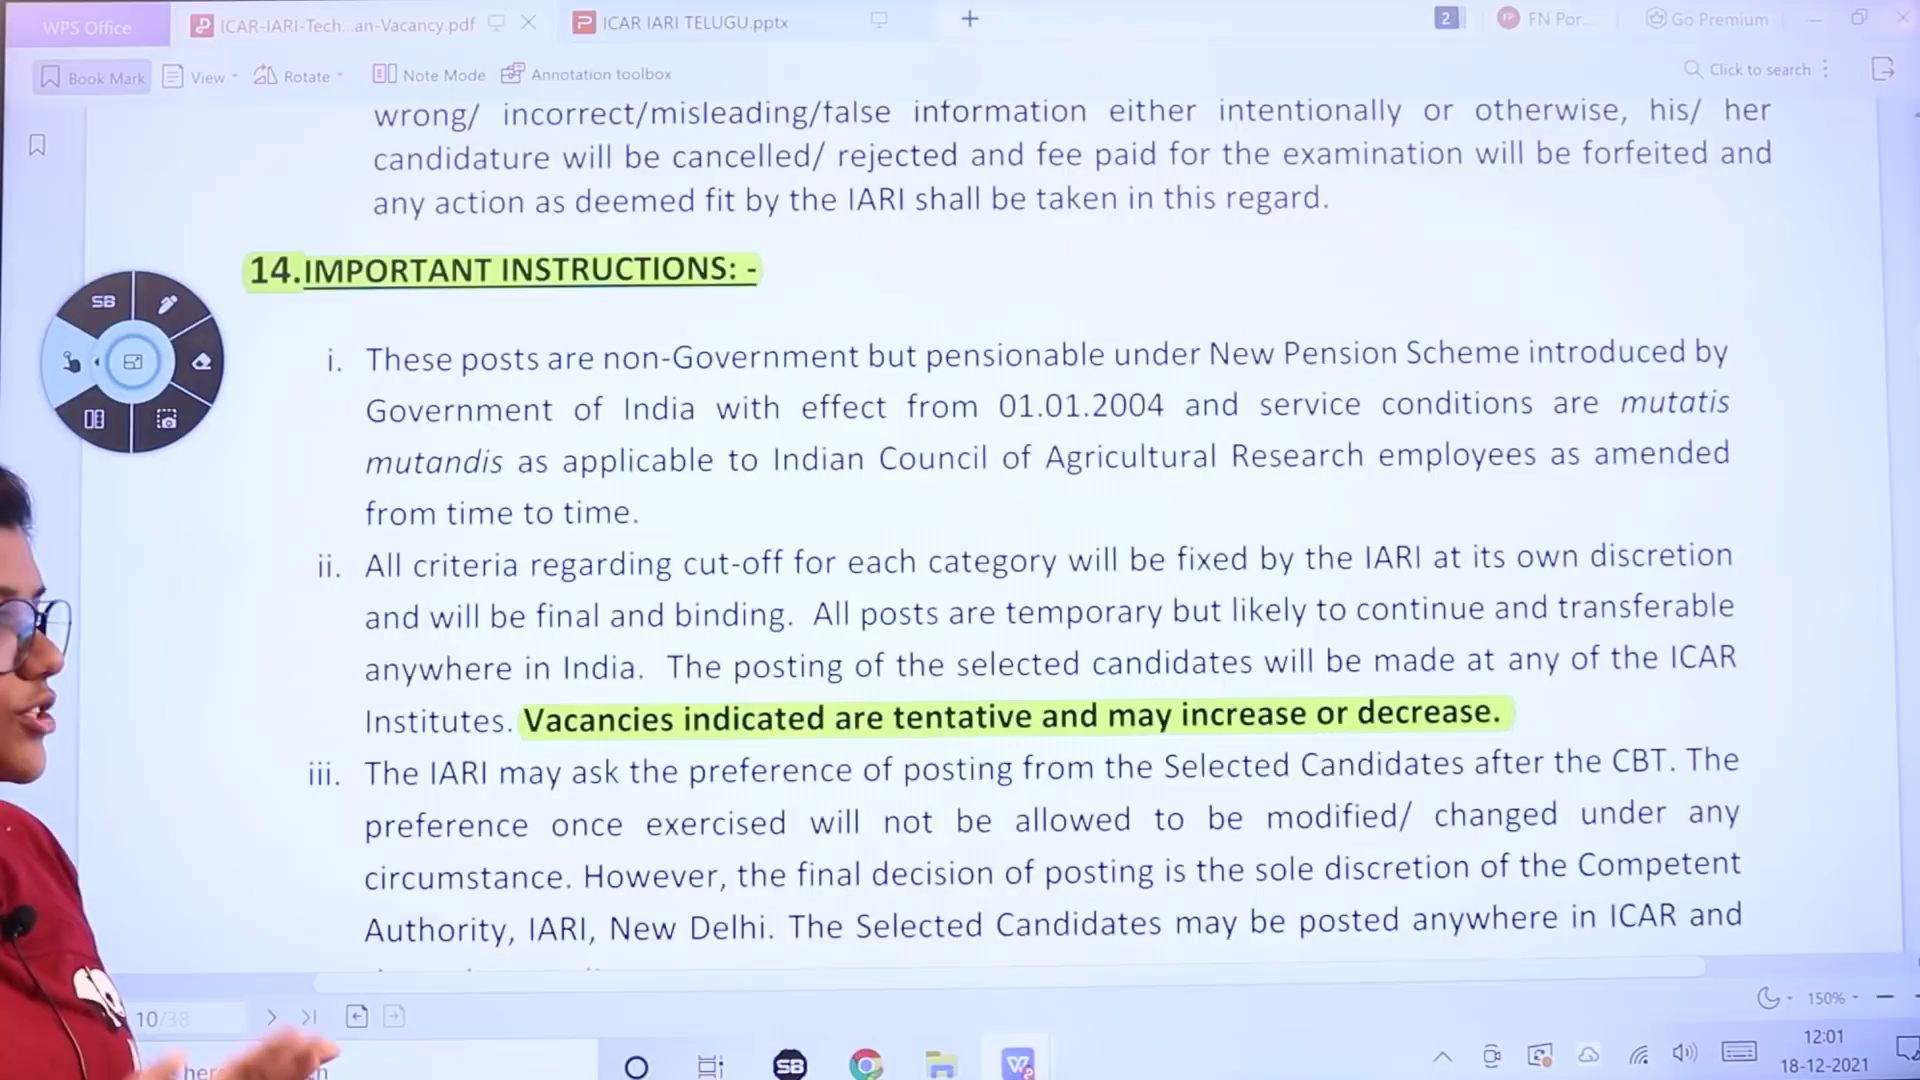 WPS Office
ICAR-IARI-Tech...an-Vacancy.pdf
ICAR IARI TELUGU.pptx
2
FN Por...
Go Premium
Book Mark
View
Rotate
Note Mode
Annotation toolbox
Click to search
wrong/ incorrect/misleading/false information either intentionally or otherwise, his/ her
candidature will be cancelled/ rejected and fee paid for the examination will be forfeited and
any action as deemed fit by the IARI shall be taken in this regard.
14.IMPORTANT INSTRUCTIONS: -
SB
i. These posts are non-Government but pensionable under New Pension Scheme introduced by
Government of India with effect from 01.01.2004 and service conditions are mutatis
mutandis as applicable to Indian Council of Agricultural Research employees as amended
from time to time.
ii. All criteria regarding cut-off for each category will be fixed by the IARI at its own discretion
and will be final and binding. All posts are temporary but likely to continue and transferable
anywhere in India. The posting of the selected candidates will be made at any of the ICAR
Institutes. Vacancies indicated are tentative and may increase or decrease.
iii. The IARI may ask the preference of posting from the Selected Candidates after the CBT. The
preference once exercised will not be allowed to be modified/ changed under any
circumstance. However, the final decision of posting is the sole discretion of the Competent
Authority, IARI, New Delhi. The Selected Candidates may be posted anywhere in ICAR and
10/38
150%
SB
12:01
18-12-2021